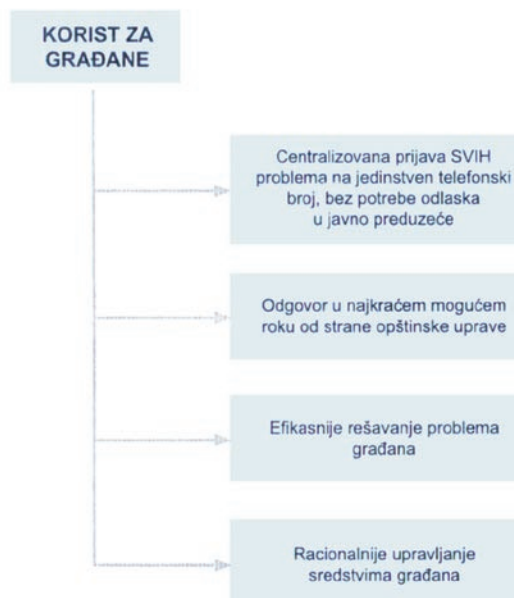 KORIST ZA
GRAĐANE
Centralizovana prijava SVIH
problema na jedinstven telefonski
broj, bez potrebe odlaska
u javno preduzeće
Odgovor u najkraćem mogućem
roku od strane opštinske uprave
Efikasnije rešavanje problema
građana
Racionalnije upravljanje
sredstvima građana